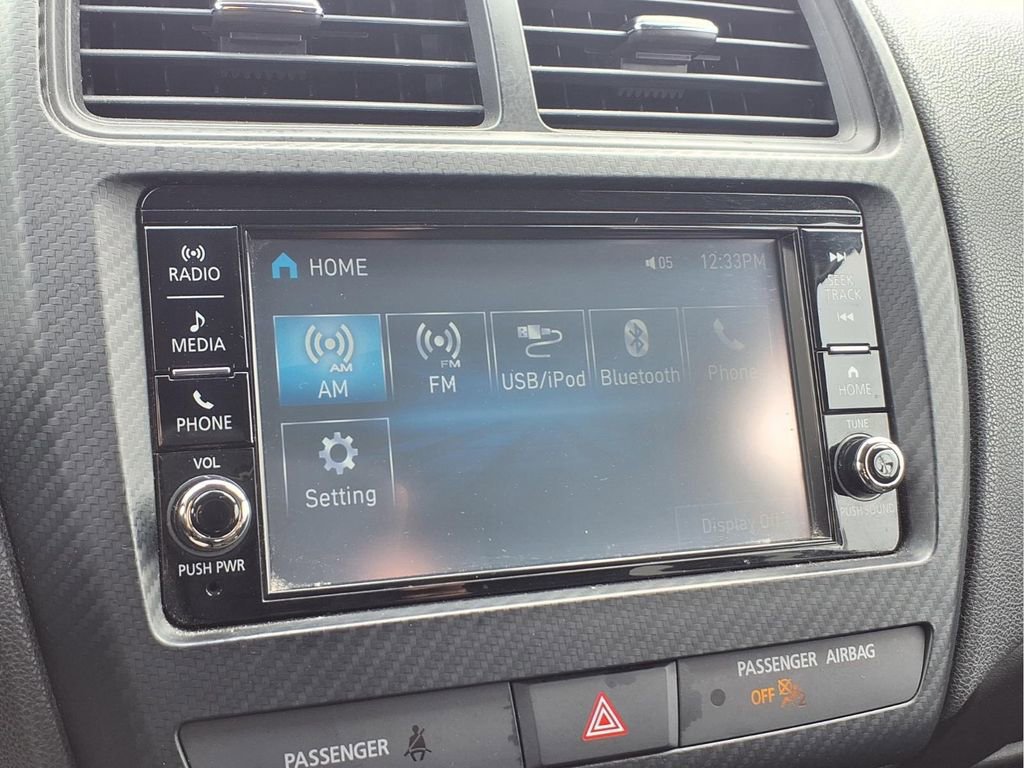 RADIO
MEDIA
PHONE
VOL
PUSH PWR
HOME
05
12:33PM
AM
AM
FM
FM
USB/iPod
Bluetooth
Phone
Setting
Display Off
SEEK
TRACK
HOME
TUNE
PUSH SOUND
PASSENGER
PASSENGER AIRBAG
OFF
2